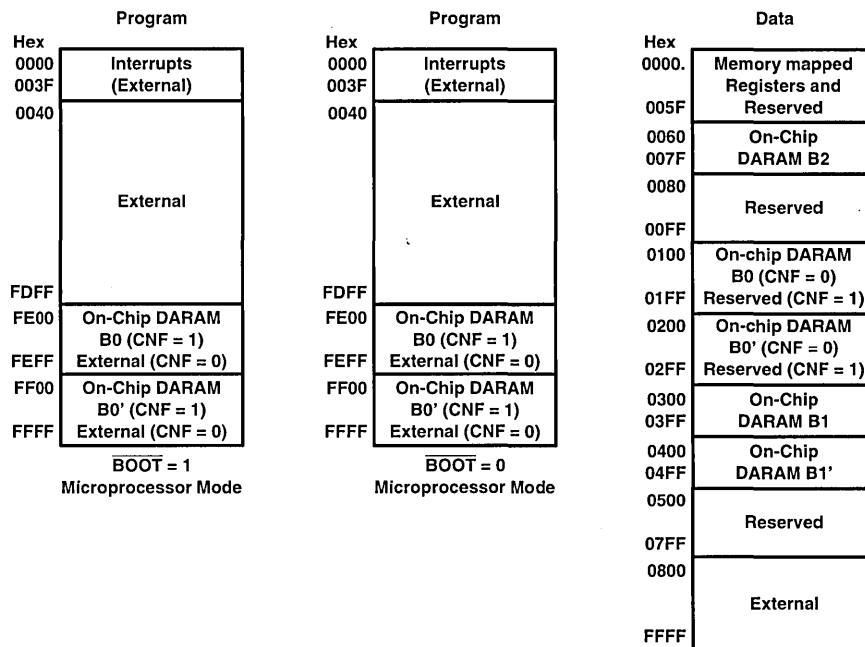 Program
Hex
0000
003F
Interrupts
(External)
0040
External
FDFF
FE00
FEFF
On-Chip DARAM
B0 (CNF = 1)
External (CNF = 0)
FF00
FFFF
On-Chip DARAM
B0' (CNF = 1)
External (CNF = 0)
BOOT = 1
Microprocessor Mode
Program
Hex
0000
003F
Interrupts
(External)
0040
External
FDFF
FE00
FEFF
On-Chip DARAM
B0 (CNF = 1)
External (CNF = 0)
FF00
FFFF
On-Chip DARAM
B0' (CNF = 1)
External (CNF = 0)
BOOT = 0
Microprocessor Mode
Data
Hex
0000.
005F
Memory mapped
Registers and
Reserved
0060
007F
On-Chip
DARAM B2
0080
00FF
Reserved
0100
01FF
On-chip DARAM
B0 (CNF = 0)
Reserved (CNF = 1)
0200
02FF
On-chip DARAM
B0' (CNF = 0)
Reserved (CNF = 1)
0300
03FF
On-Chip
DARAM B1
0400
04FF
On-Chip
DARAM B1'
0500
07FF
Reserved
0800
FFFF
External